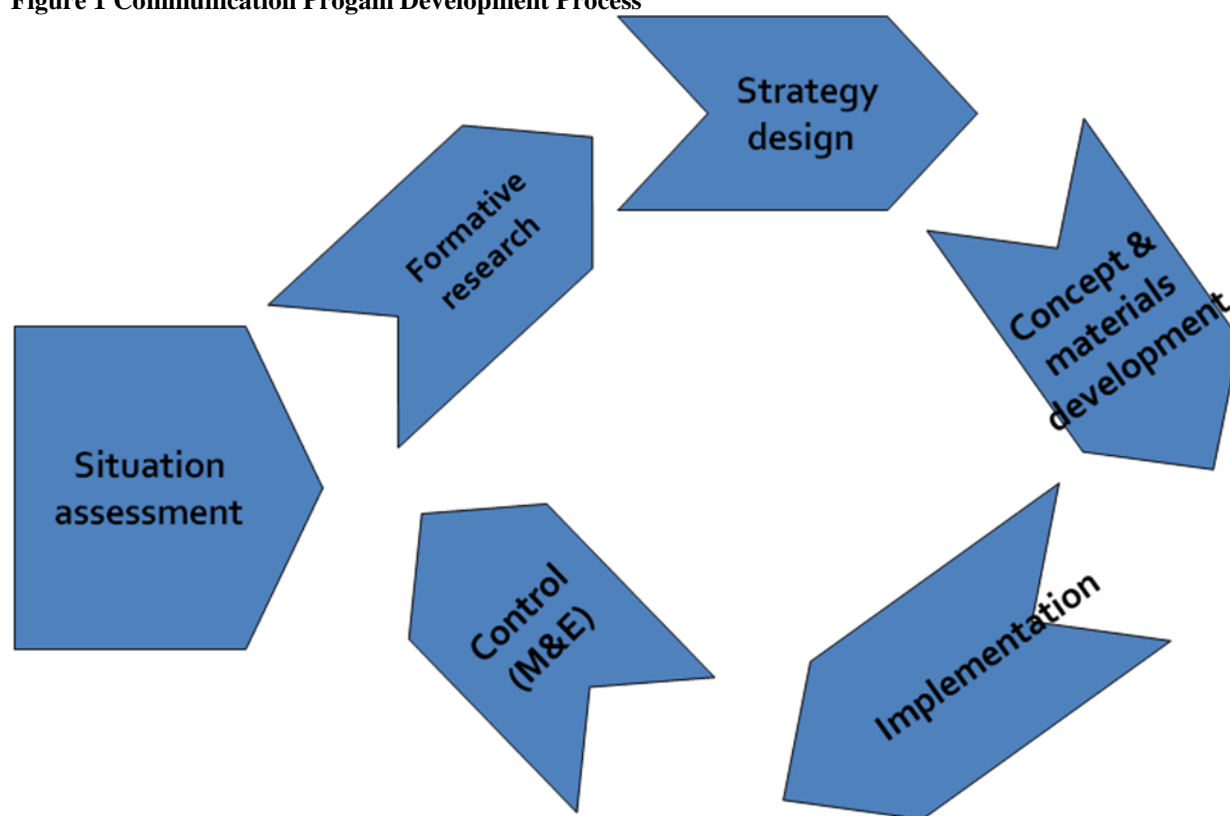 Figure 1 Communication Progam Development Process
Strategy
design
Formative
research
Concept &
materials
development
Situation
assessment
Control
(M&E)
Implementation